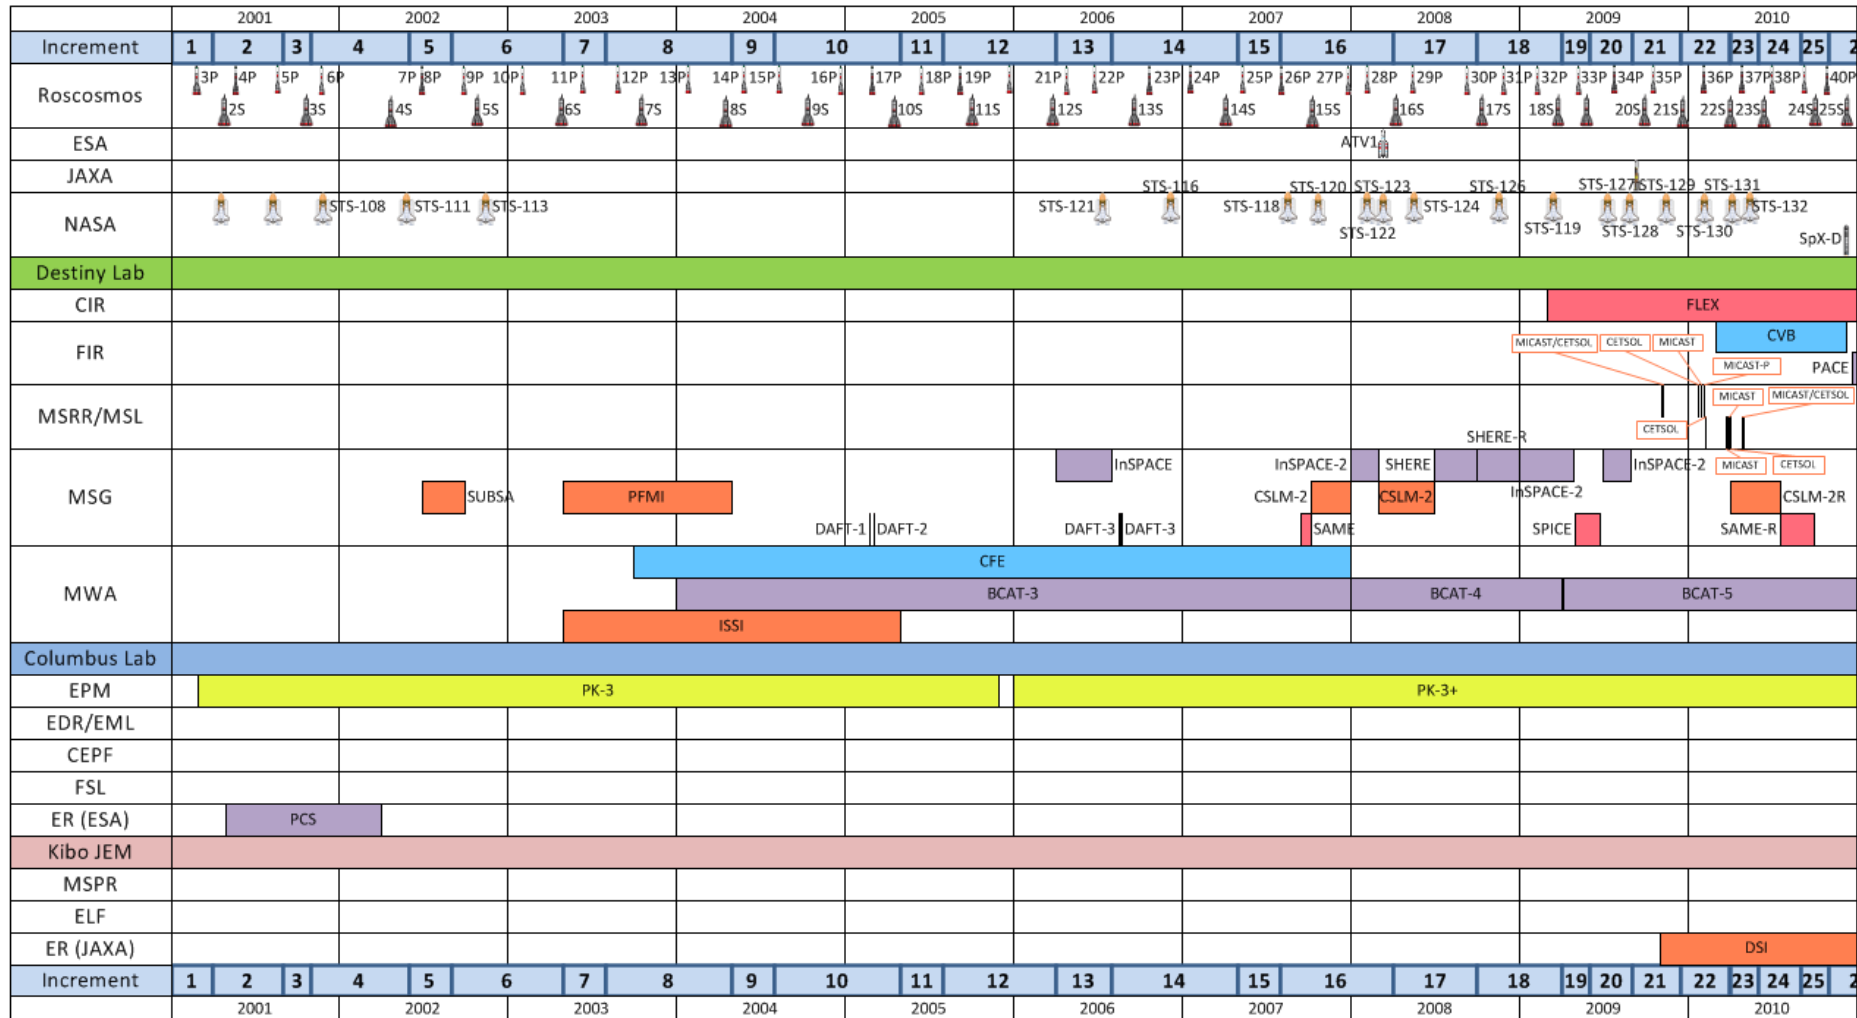 2001 2002 2003 2004 2005 2006 2007 2008 2009 2010
Increment 1 2 3 4 5 6 7 8 9 10 11 12 13 14 15 16 17 18 19 20 21 22 23 24 25 2
Roscosmos
3P 4P 5P 6P 7P 8P 9P 10P 11P 12P 13P 14P 15P 16P 17P 18P 19P 21P 22P 23P 24P 25P 26P 27P 28P 29P 30P 31P 32P 33P 34P 35P 36P 37P 38P 40P
2S 3S 4S 5S 6S 7S 8S 9S 10S 11S 12S 13S 14S 15S 16S 17S 18S 20S 21S 22S 23S 24S 25S
ESA ATV1
JAXA
STS-116 STS-120 STS-123 STS-126 STS-127 STS-129 STS-131
NASA
STS-108 STS-111 STS-113 STS-121 STS-118 STS-124 STS-132
STS-122 STS-119 STS-128 STS-130
SpX-D
Destiny Lab
CIR FLEX
FIR CVB
MICAST/CETSOL CETSOL MICAST
MICAST-P PACE
MSRR/MSL
MICAST MICAST/CETSOL
CETSOL
SHERE-R
MSG
InSPACE InSPACE-2 SHERE InSPACE-2 MICAST CETSOL
SUBSA PFMI CSLM-2 CSLM-2 InSPACE-2 CSLM-2R
DAFT-1 DAFT-2 DAFT-3 DAFT-3 SAME SPICE SAME-R
CFE
MWA BCAT-3 BCAT-4 BCAT-5
ISSI
Columbus Lab
EPM PK-3 PK-3+
EDR/EML
CEPF
FSL
ER (ESA) PCS
Kibo JEM
MSPR
ELF
ER (JAXA) DSI
Increment 1 2 3 4 5 6 7 8 9 10 11 12 13 14 15 16 17 18 19 20 21 22 23 24 25 2
2001 2002 2003 2004 2005 2006 2007 2008 2009 2010